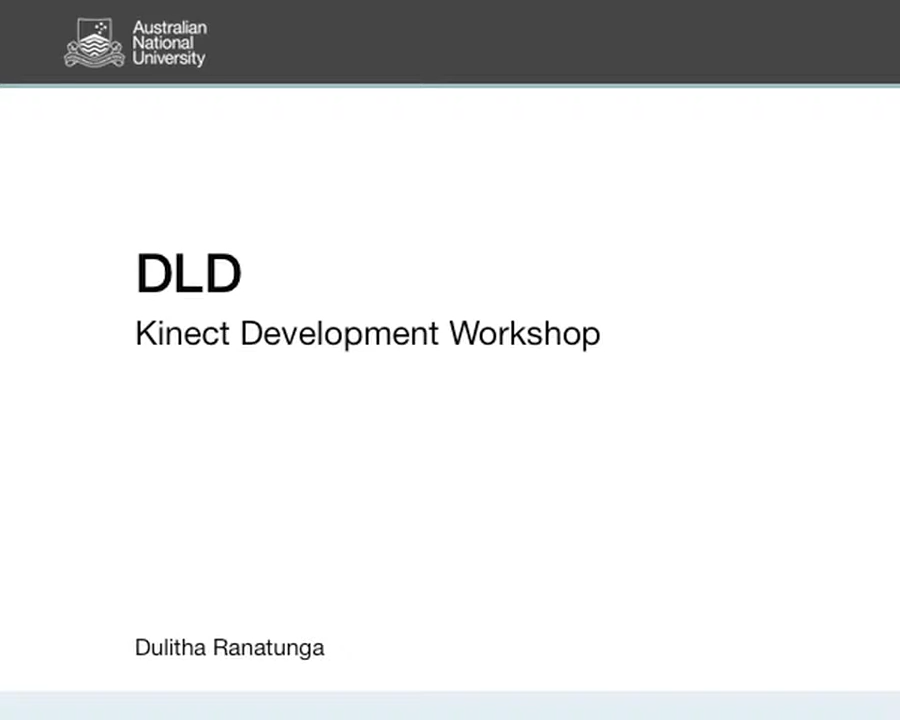 Australian
National
University
DLD
Kinect Development Workshop
Dulitha Ranatunga